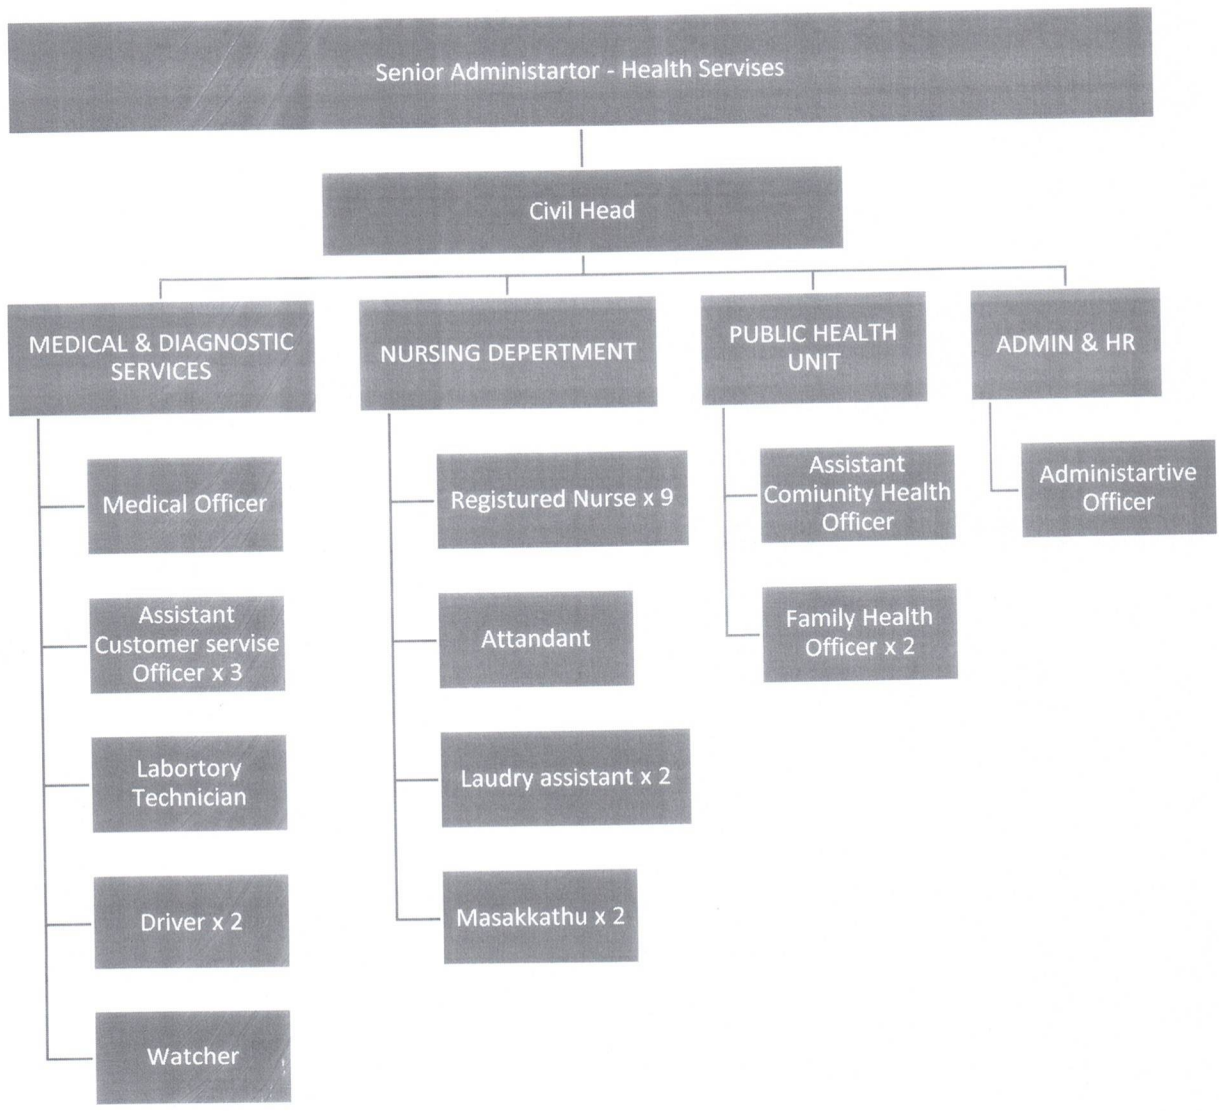 Senior Administartor - Health Servises
Civil Head
MEDICAL & DIAGNOSTIC
SERVICES
NURSING DEPERTMENT
PUBLIC HEALTH
UNIT
ADMIN & HR
Medical Officer
Assistant
Customer servise
Officer x 3
Labortory
Technician
Driver x 2
Watcher
Registured Nurse x 9
Attandant
Laudry assistant x 2
Masakkathu x 2
Assistant
Comiunity Health
Officer
Family Health
Officer x 2
Administartive
Officer